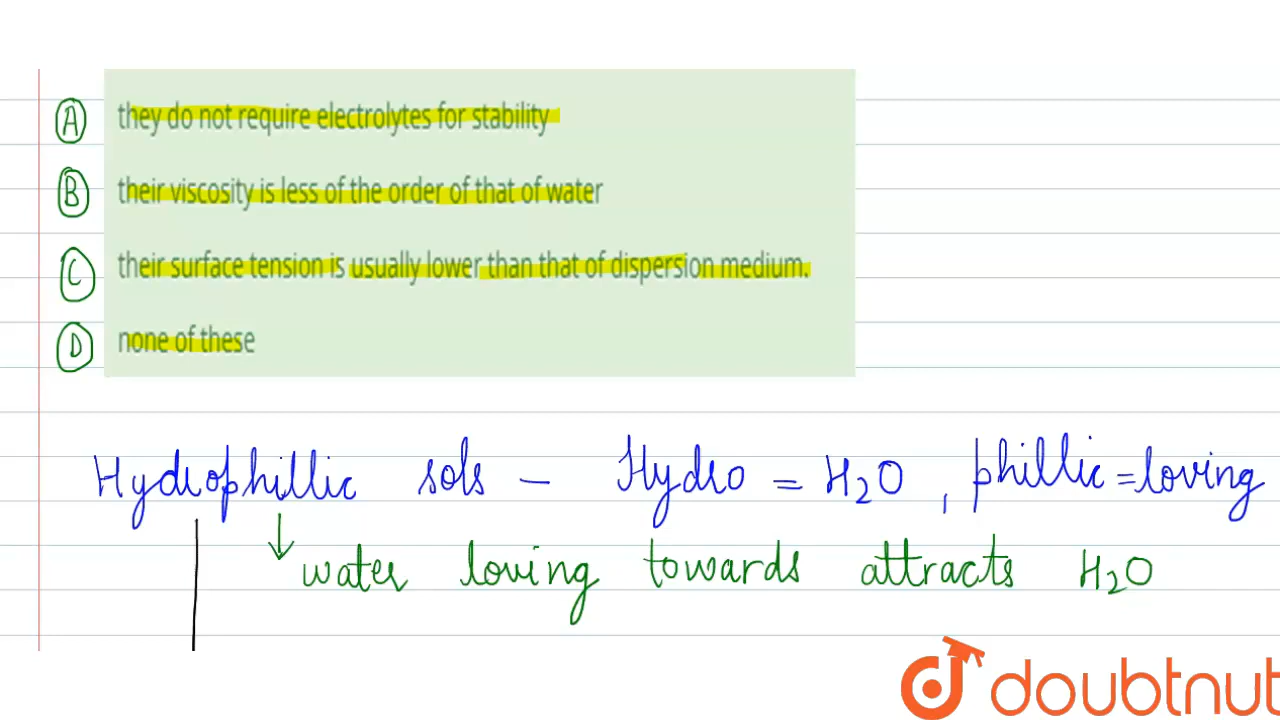 A they do not require electrolytes for stability
B their viscosity is less of the order of that of water
C their surface tension is usually lower than that of dispersion medium.
D none of these
Hydrophillic sols - Hydro = H2O, phillic = loving
↓ water loving towards attracts H2O
doubtnut